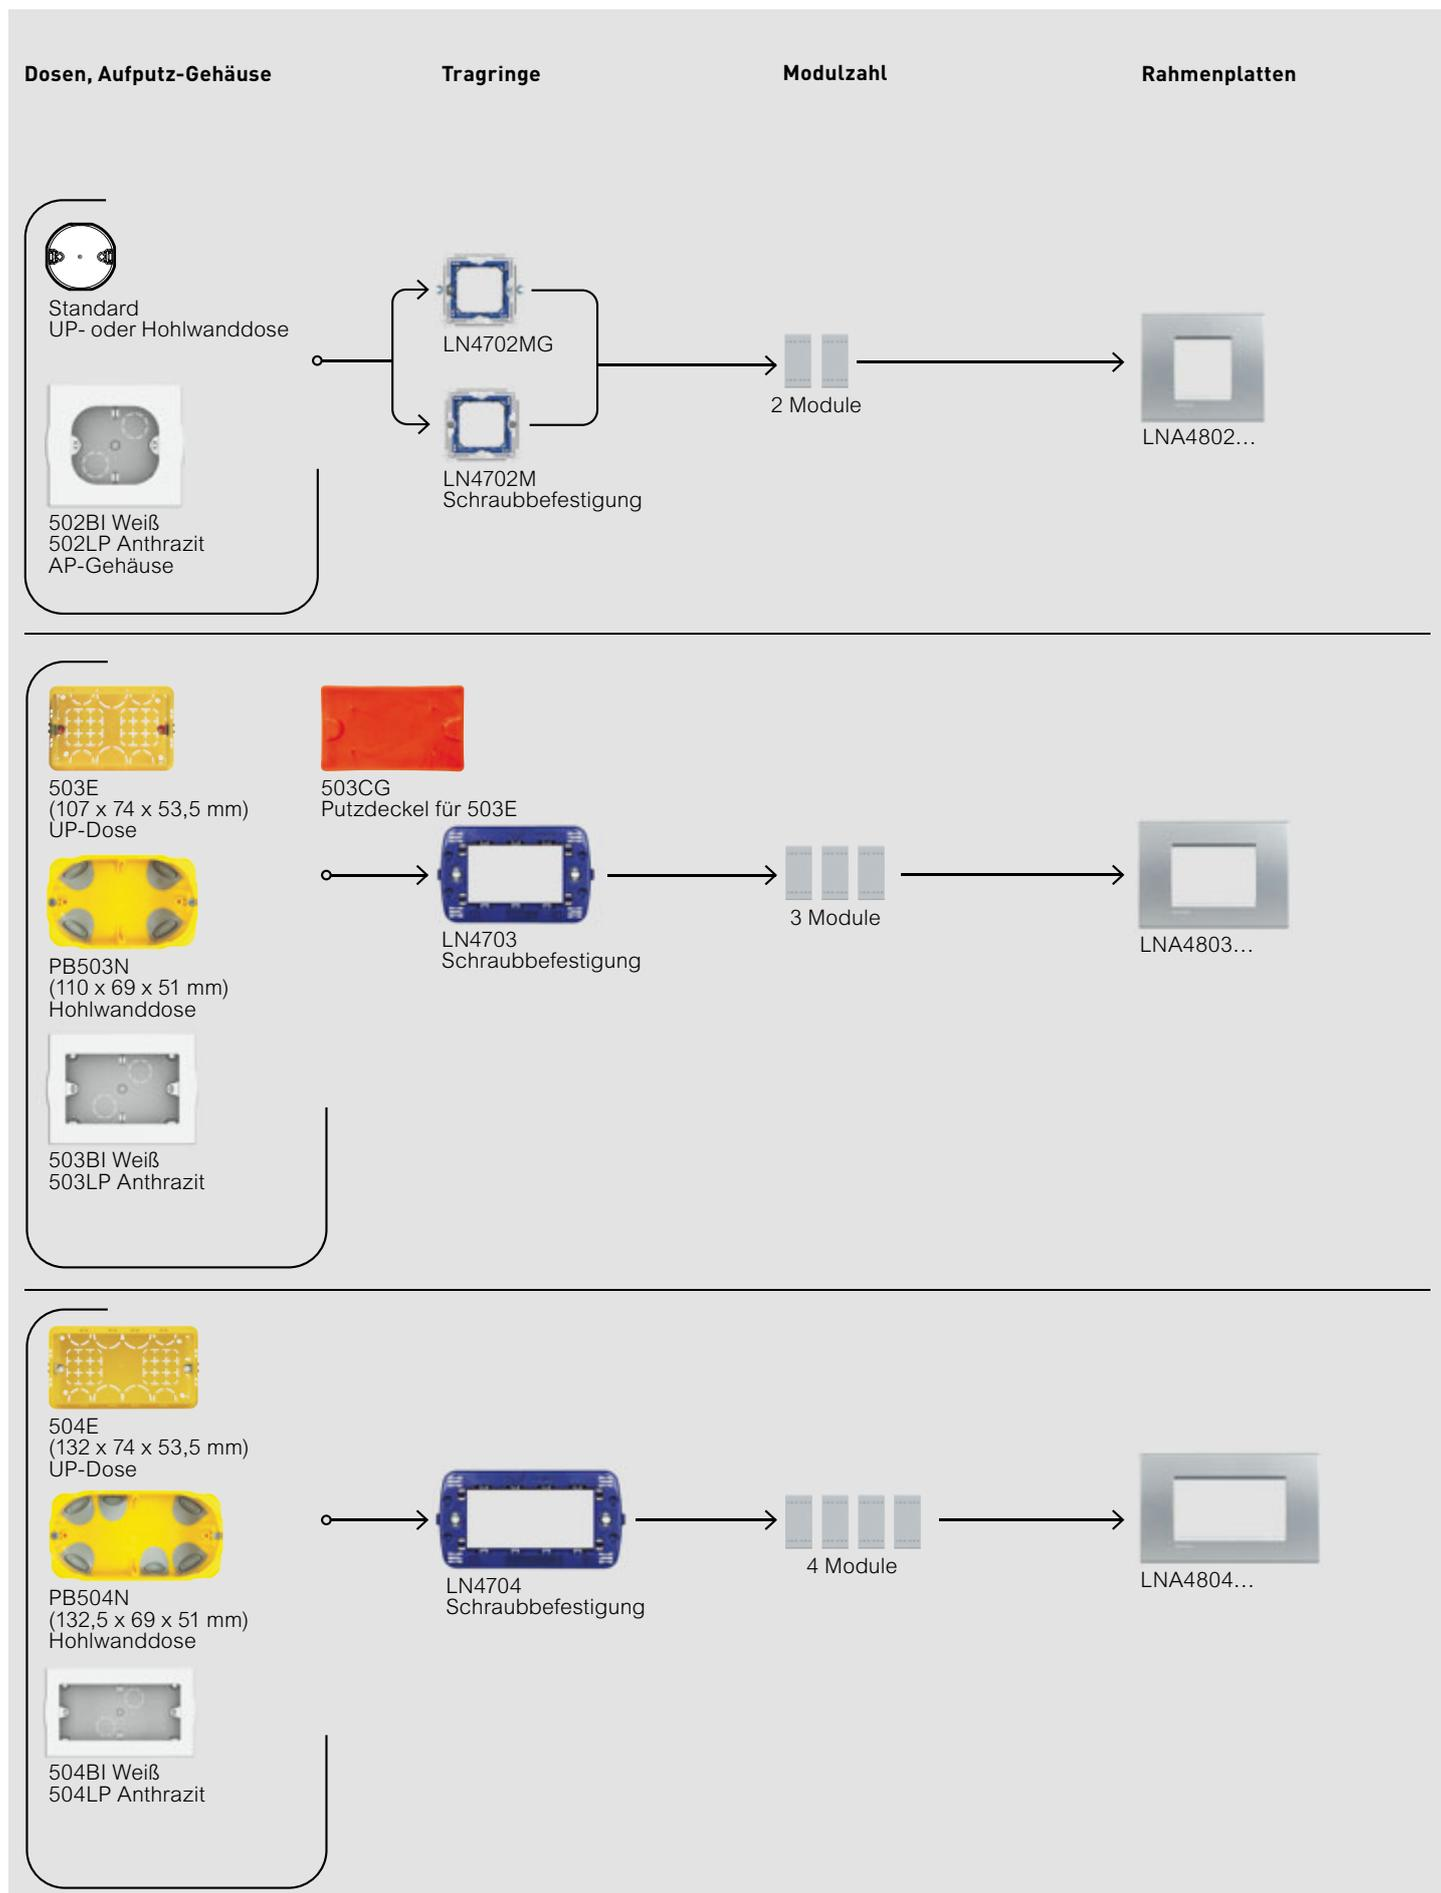 Dosen, Aufputz-Gehäuse
Tragringe
Modulzahl
Rahmenplatten
Standard
UP- oder Hohlwanddose
502BI Weiß
502LP Anthrazit
AP-Gehäuse
LN4702MG
LN4702M
Schraubbefestigung
2 Module
LNA4802...
503E
(107 x 74 x 53,5 mm)
UP-Dose
503CG
Putzdeckel für 503E
PB503N
(110 x 69 x 51 mm)
Hohlwanddose
503BI Weiß
503LP Anthrazit
LN4703
Schraubbefestigung
3 Module
LNA4803...
504E
(132 x 74 x 53,5 mm)
UP-Dose
PB504N
(132,5 x 69 x 51 mm)
Hohlwanddose
504BI Weiß
504LP Anthrazit
LN4704
Schraubbefestigung
4 Module
LNA4804...